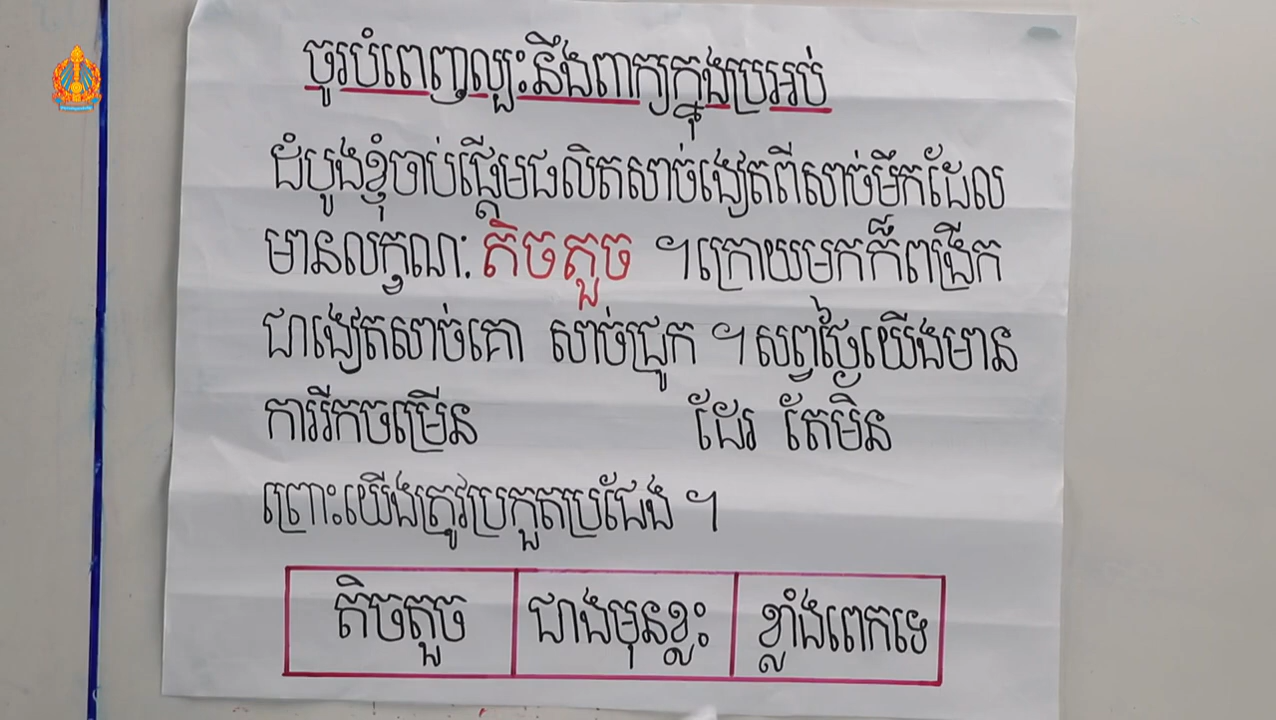 ចូរបំពេញល្បះនឹងពាក្យក្នុងប្រអប់
ដំបូងខ្ញុំចាប់ផ្តើមផលិតសាច់ងៀតពីសាច់មឹកដែល
មានលក្ខណៈតិចតួច ។ក្រោយមកក៏ពង្រីក
ជាងៀតសាច់គោ សាច់ជ្រូក ។សព្វថ្ងៃយើងមាន
ការរីកចម្រើន ដែរ តែមិន
ព្រោះយើងត្រូវប្រកួតប្រជែង ។
តិចតួច ជាងមុនខ្លះ ខ្លាំងពេកទេ